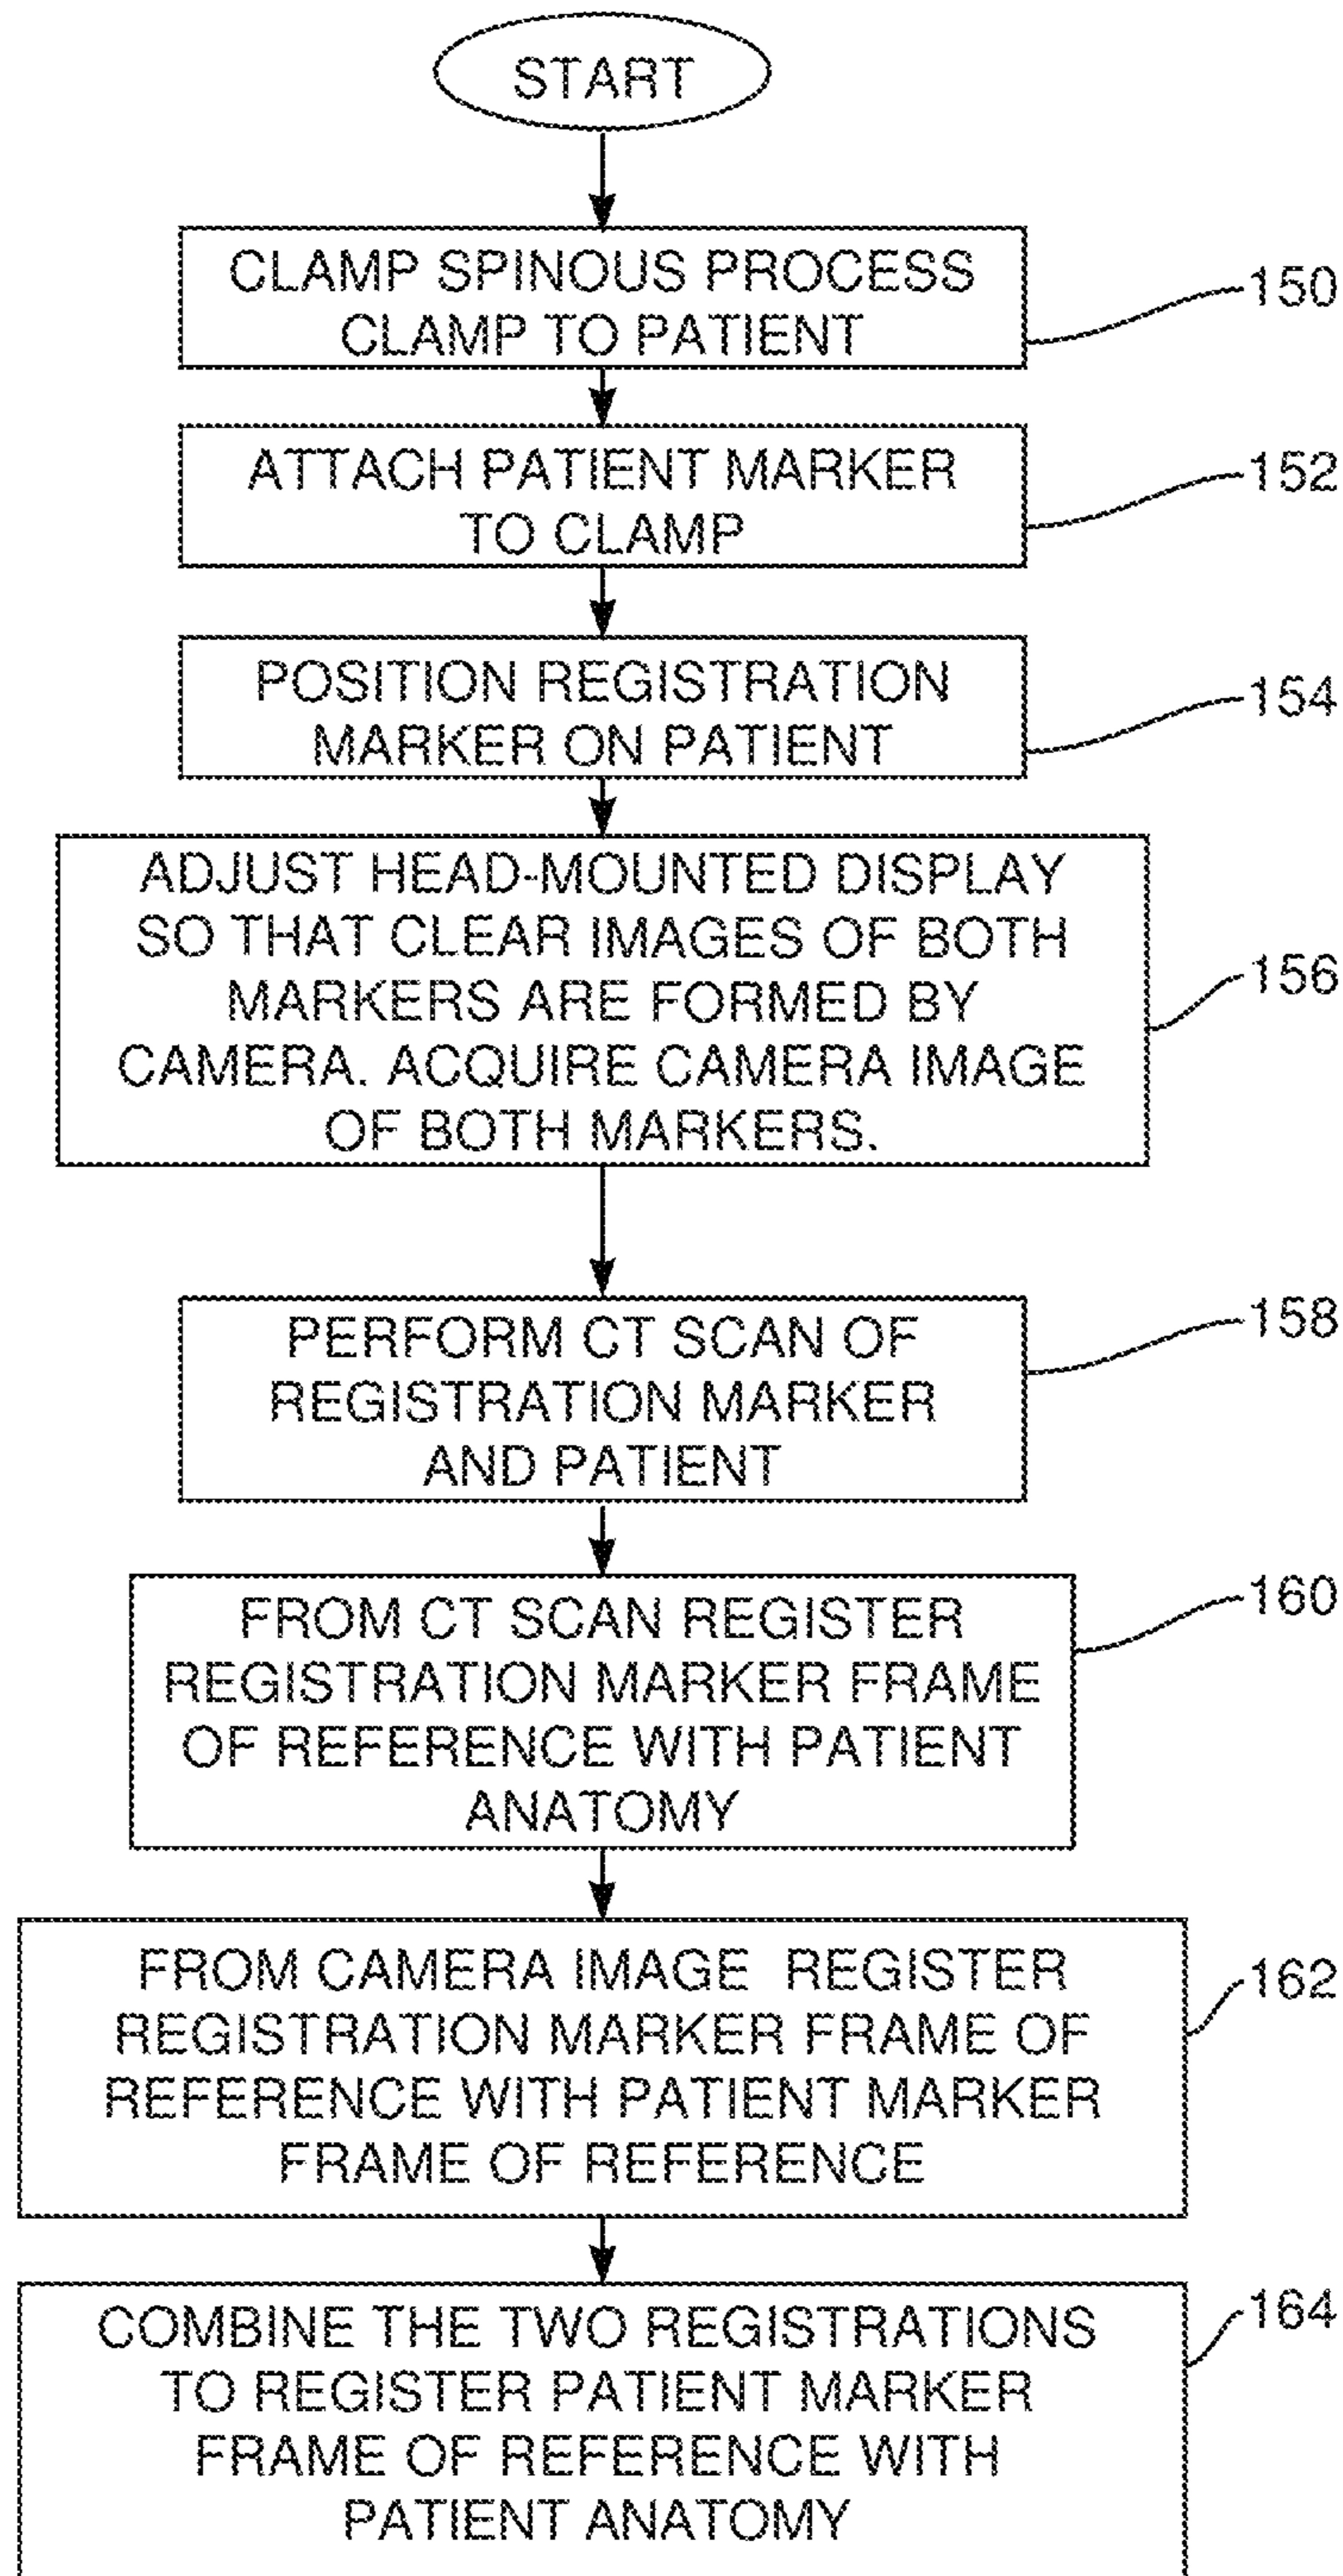 START
CLAMP SPINOUS PROCESS
CLAMP TO PATIENT
150
ATTACH PATIENT MARKER
TO CLAMP
152
POSITION REGISTRATION
MARKER ON PATIENT
154
ADJUST HEAD-MOUNTED DISPLAY
SO THAT CLEAR IMAGES OF BOTH
MARKERS ARE FORMED BY
CAMERA. ACQUIRE CAMERA IMAGE
OF BOTH MARKERS.
156
PERFORM CT SCAN OF
REGISTRATION MARKER
AND PATIENT
158
FROM CT SCAN REGISTER
REGISTRATION MARKER FRAME
OF REFERENCE WITH PATIENT
ANATOMY
160
FROM CAMERA IMAGE REGISTER
REGISTRATION MARKER FRAME OF
REFERENCE WITH PATIENT MARKER
FRAME OF REFERENCE
162
COMBINE THE TWO REGISTRATIONS
TO REGISTER PATIENT MARKER
FRAME OF REFERENCE WITH
PATIENT ANATOMY
164